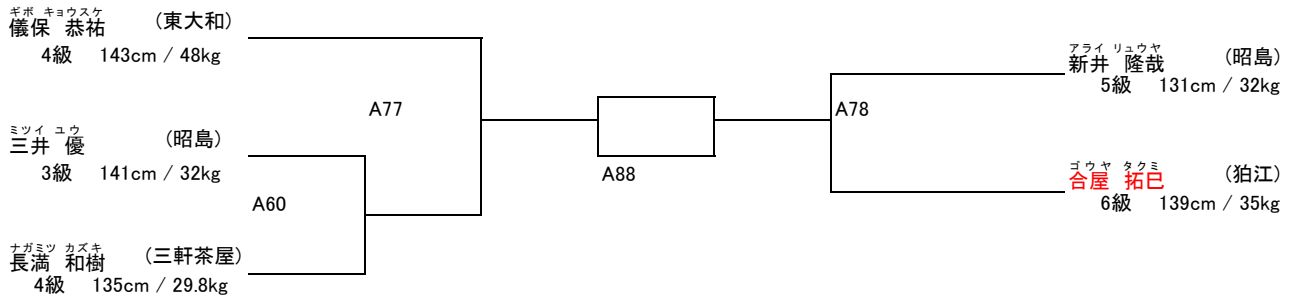 ギボ キョウスケ
儀保 恭祐 (東大和)
4級 143cm / 48kg
A77
ミツイ ユウ
三井 優 (昭島)
3級 141cm / 32kg
A60
ナガミツ カズキ
長満 和樹 (三軒茶屋)
4級 135cm / 29.8kg
A88
アライ リュウヤ
新井 隆哉 (昭島)
5級 131cm / 32kg
A78
ゴウヤ タクミ
合屋 拓巳 (狛江)
6級 139cm / 35kg